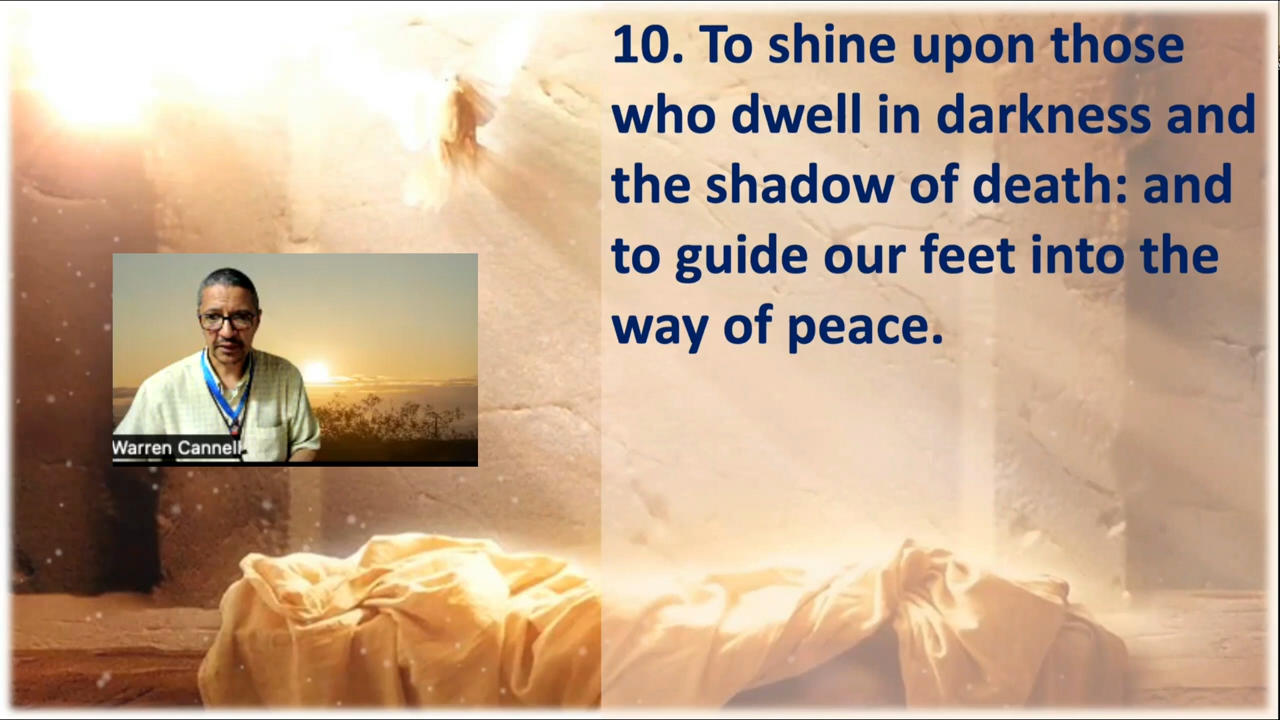 10. To shine upon those
who dwell in darkness and
the shadow of death: and
to guide our feet into the
way of peace.
Warren Cannell